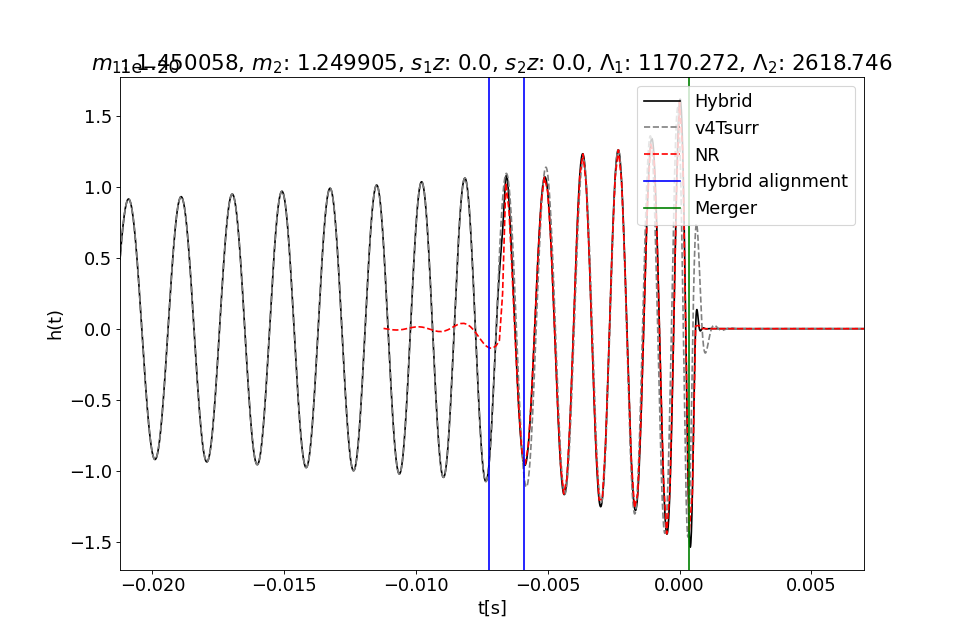 m₁: 1.450058, m₂: 1.249905, s₁z: 0.0, s₂z: 0.0, Λ₁: 1170.272, Λ₂: 2618.746
1e−20
1.5
1.0
0.5
0.0
−0.5
−1.0
−1.5
h(t)
Hybrid
v4Tsurr
NR
Hybrid alignment
Merger
−0.020 −0.015 −0.010 −0.005 0.000 0.005
t[s]